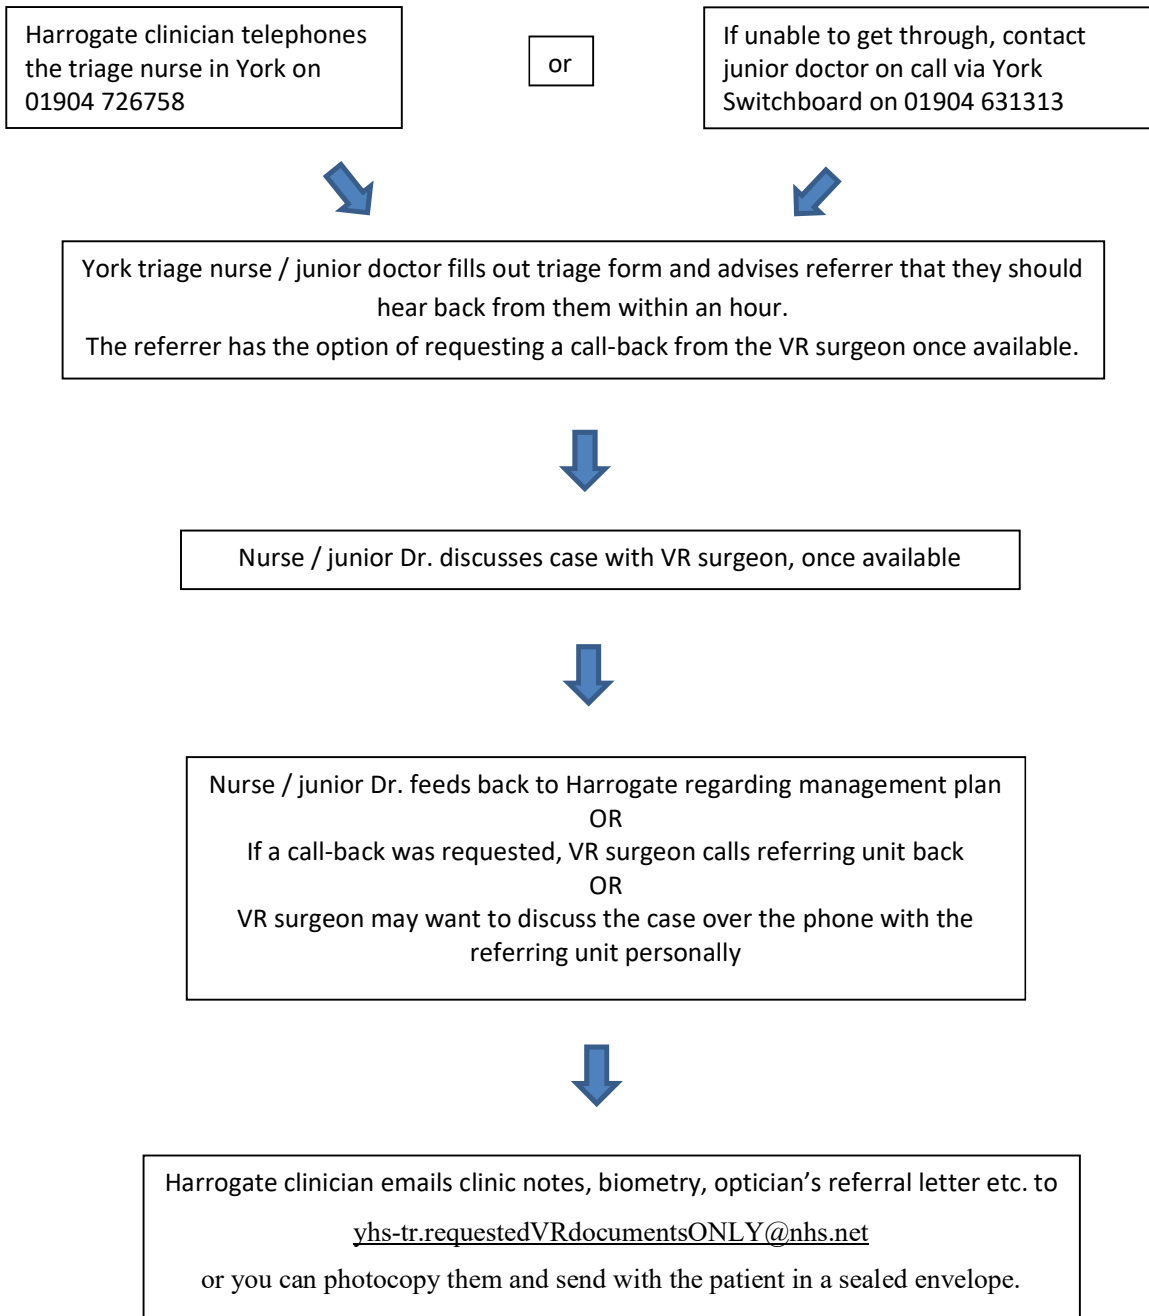 Harrogate clinician telephones
the triage nurse in York on
01904 726758
or
If unable to get through, contact
junior doctor on call via York
Switchboard on 01904 631313
York triage nurse / junior doctor fills out triage form and advises referrer that they should
hear back from them within an hour.
The referrer has the option of requesting a call-back from the VR surgeon once available.
Nurse / junior Dr. discusses case with VR surgeon, once available
Nurse / junior Dr. feeds back to Harrogate regarding management plan
OR
If a call-back was requested, VR surgeon calls referring unit back
OR
VR surgeon may want to discuss the case over the phone with the
referring unit personally
Harrogate clinician emails clinic notes, biometry, optician’s referral letter etc. to
yhs-tr.requestedVRdocumentsONLY@nhs.net
or you can photocopy them and send with the patient in a sealed envelope.